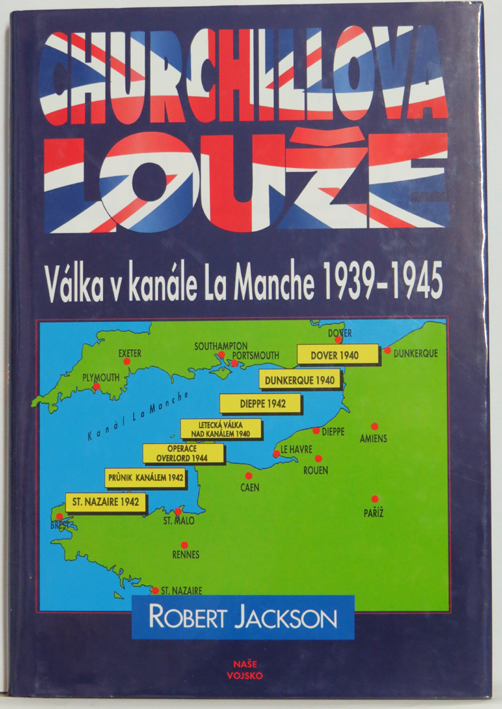 CHURCHILLOVA
LOUŽE
Válka v kanále La Manche 1939–1945
DOVER
SOUTHAMPTON
EXETER
PORTSMOUTH
DOVER 1940
DUNKERQUE
PLYMOUTH
DUNKERQUE 1940
Kanál La Manche
DIEPPE 1942
LETECKÁ VÁLKA
NAD KANÁLEM 1940
DIEPPE
AMIENS
OPERACE
OVERLORD 1944
LE HAVRE
ROUEN
PRŮNIK KANÁLEM 1942
CAEN
ST. NAZAIRE 1942
PAŘÍŽ
BREST
ST. MALO
RENNES
ST. NAZAIRE
ROBERT JACKSON
NAŠE
VOJSKO